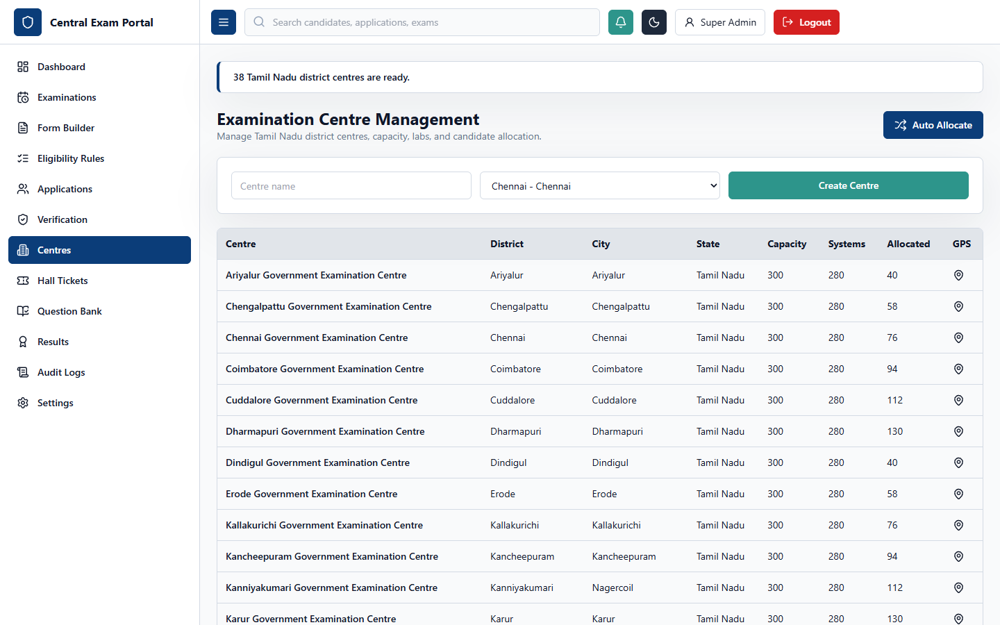 Central Exam Portal
Search candidates, applications, exams
Super Admin
Logout
Dashboard
Examinations
Form Builder
Eligibility Rules
Applications
Verification
Centres
Hall Tickets
Question Bank
Results
Audit Logs
Settings
38 Tamil Nadu district centres are ready.
Examination Centre Management
Manage Tamil Nadu district centres, capacity, labs, and candidate allocation.
Auto Allocate
Centre name
Chennai - Chennai
Create Centre
Centre District City State Capacity Systems Allocated GPS
Ariyalur Government Examination Centre Ariyalur Ariyalur Tamil Nadu 300 280 40
Chengalpattu Government Examination Centre Chengalpattu Chengalpattu Tamil Nadu 300 280 58
Chennai Government Examination Centre Chennai Chennai Tamil Nadu 300 280 76
Coimbatore Government Examination Centre Coimbatore Coimbatore Tamil Nadu 300 280 94
Cuddalore Government Examination Centre Cuddalore Cuddalore Tamil Nadu 300 280 112
Dharmapuri Government Examination Centre Dharmapuri Dharmapuri Tamil Nadu 300 280 130
Dindigul Government Examination Centre Dindigul Dindigul Tamil Nadu 300 280 40
Erode Government Examination Centre Erode Erode Tamil Nadu 300 280 58
Kallakurichi Government Examination Centre Kallakurichi Kallakurichi Tamil Nadu 300 280 76
Kancheepuram Government Examination Centre Kancheepuram Kancheepuram Tamil Nadu 300 280 94
Kanniyakumari Government Examination Centre Kanniyakumari Nagercoil Tamil Nadu 300 280 112
Karur Government Examination Centre Karur Karur Tamil Nadu 300 280 130